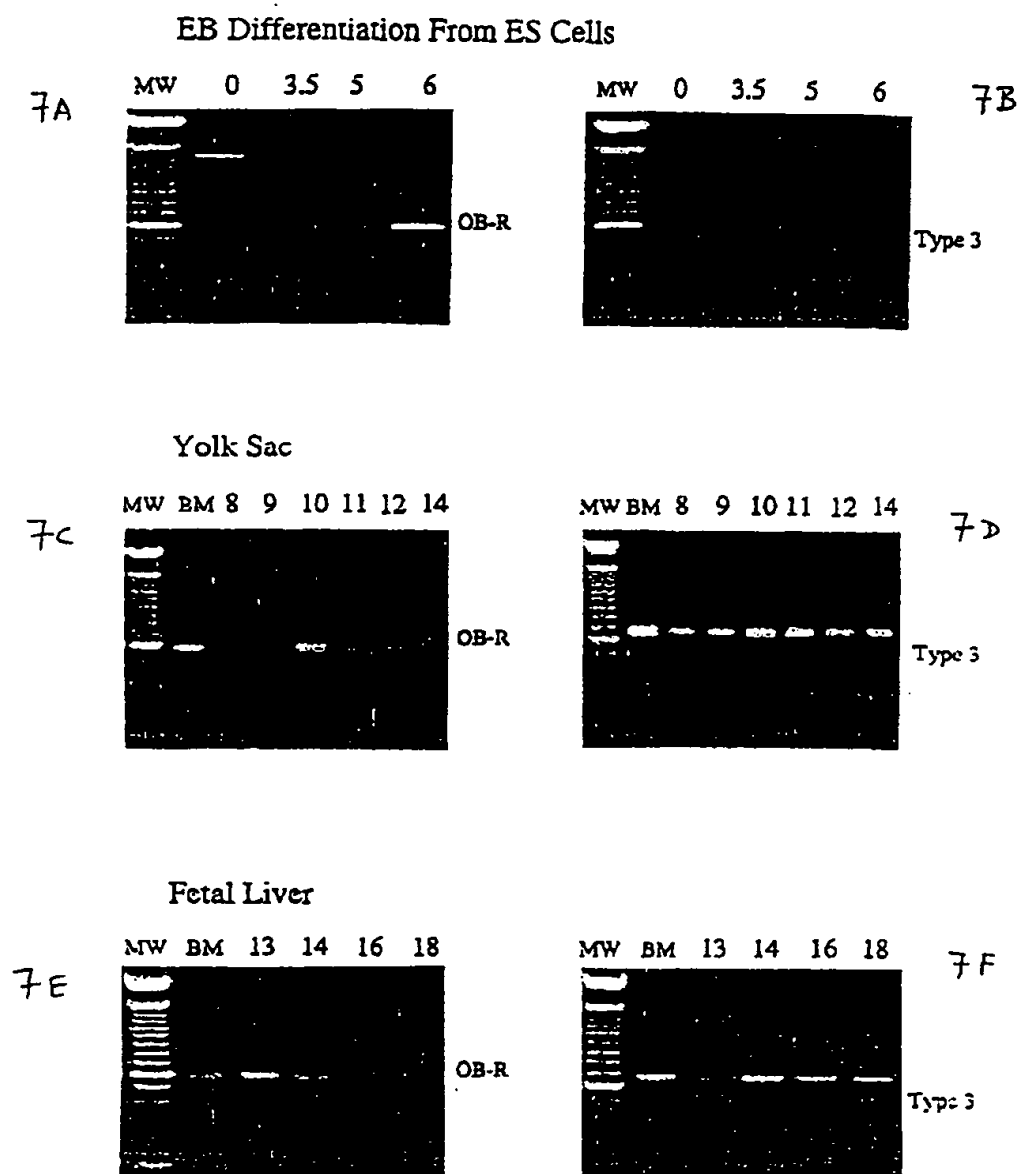 EB Differentiation From ES Cells
7A
MW 0 3.5 5 6
OB-R
7B
MW 0 3.5 5 6
Type 3
Yolk Sac
7C
MW BM 8 9 10 11 12 14
OB-R
7D
MW BM 8 9 10 11 12 14
Type 3
Fetal Liver
7E
MW BM 13 14 16 18
OB-R
7F
MW BM 13 14 16 18
Type 3